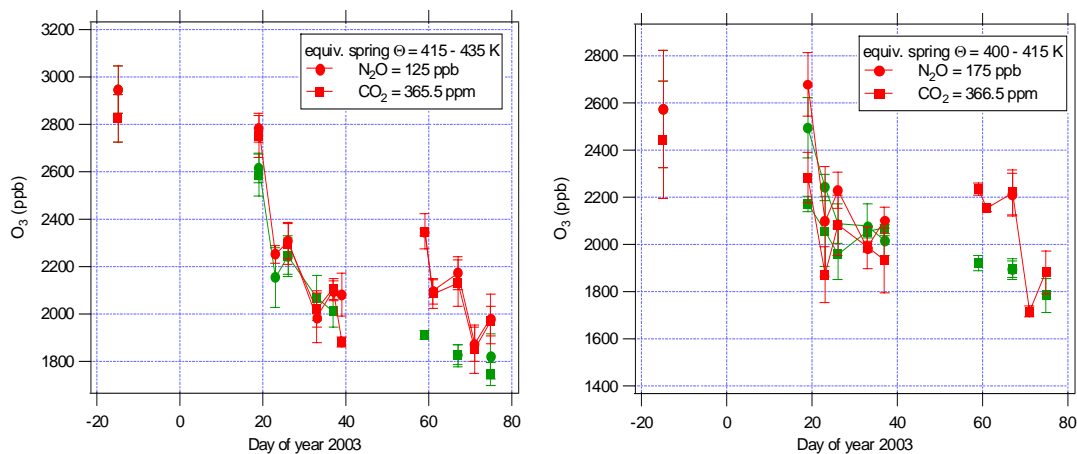 3200
3000
2800
2600
2400
2200
2000
1800
O₃ (ppb)
equiv. spring Θ = 415 - 435 K
N₂O = 125 ppb
CO₂ = 365.5 ppm
-20
0
20
40
60
80
Day of year 2003
2800
2600
2400
2200
2000
1800
1600
1400
O₃ (ppb)
equiv. spring Θ = 400 - 415 K
N₂O = 175 ppb
CO₂ = 366.5 ppm
-20
0
20
40
60
80
Day of year 2003